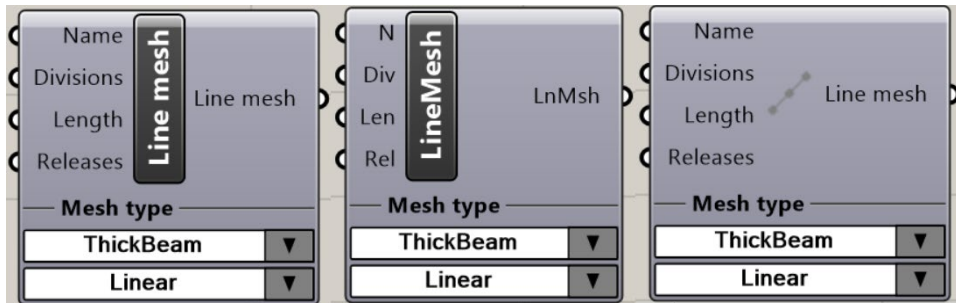 Name
Divisions
Length
Releases
Line mesh
Line mesh
Mesh type
ThickBeam
Linear
N
Div
Len
Rel
LineMesh
LnMsh
Mesh type
ThickBeam
Linear
Name
Divisions
Length
Releases
Line mesh
Mesh type
ThickBeam
Linear